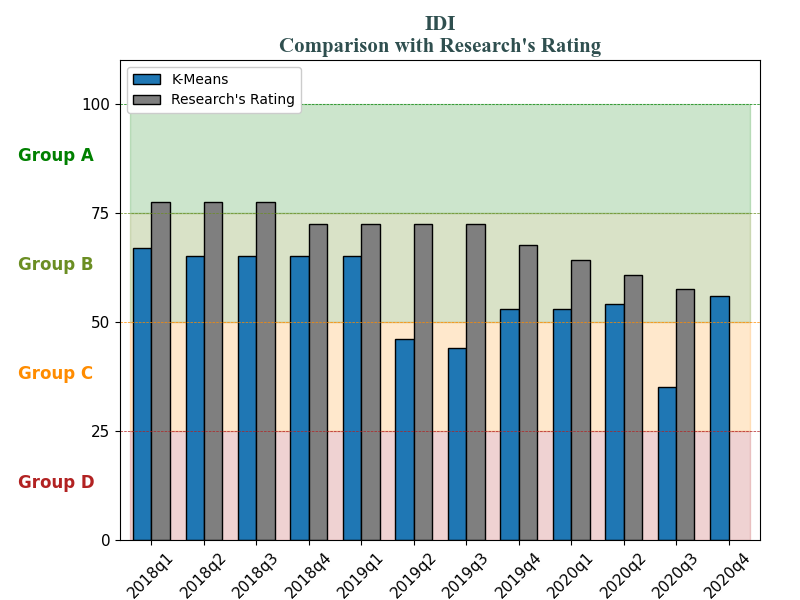 IDI
Comparison with Research's Rating
K-Means
Research's Rating
100
Group A
75
Group B
50
Group C
25
Group D
0
2018q1 2018q2 2018q3 2018q4 2019q1 2019q2 2019q3 2019q4 2020q1 2020q2 2020q3 2020q4